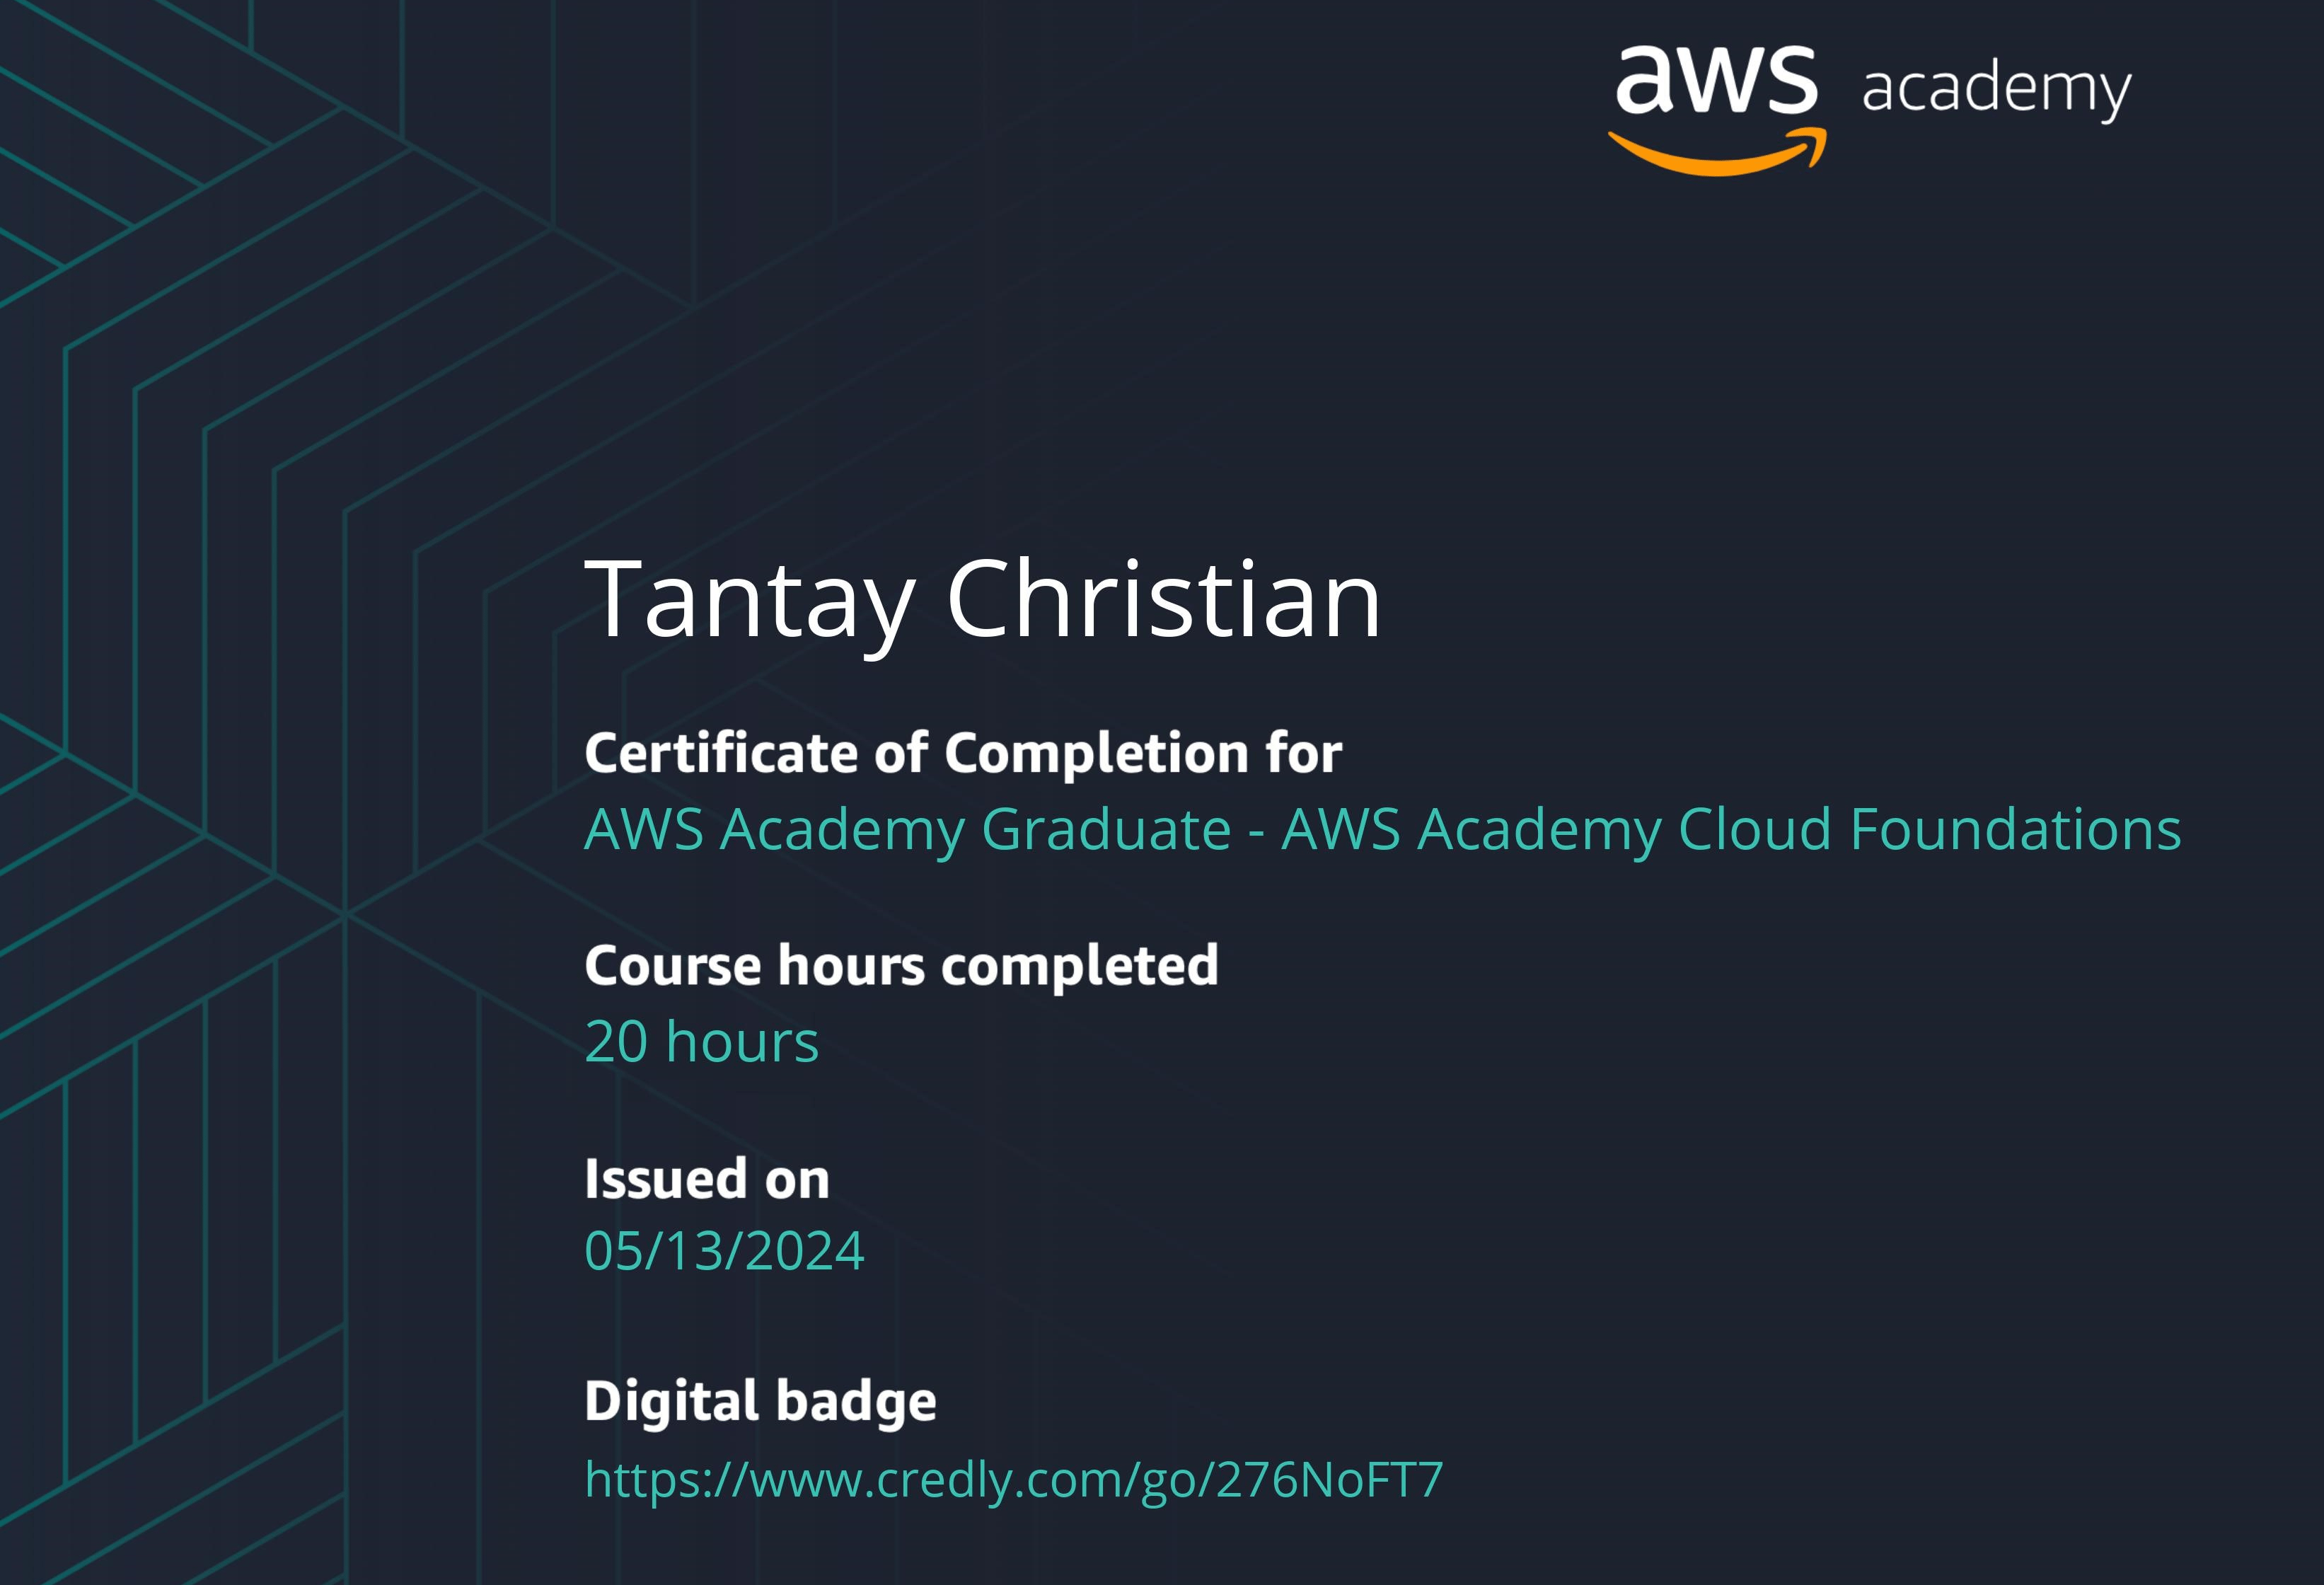 aws academy
Tantay Christian
Certificate of Completion for
AWS Academy Graduate - AWS Academy Cloud Foundations
Course hours completed
20 hours
Issued on
05/13/2024
Digital badge
https://www.credly.com/go/276NoFT7